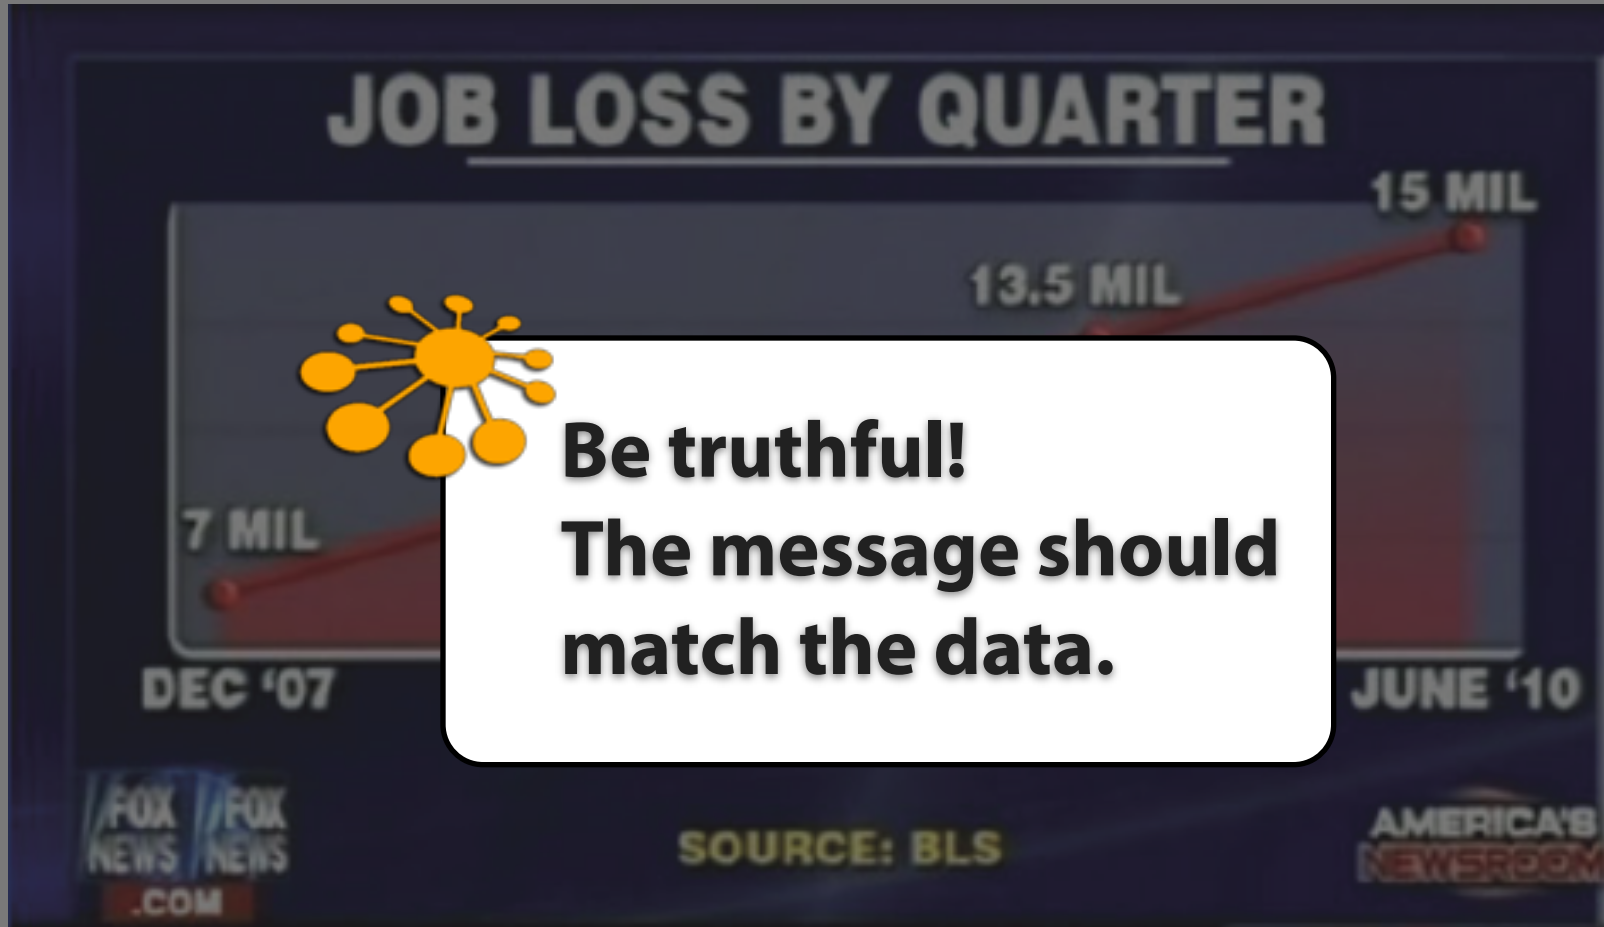 JOB LOSS BY QUARTER
15 MIL
13.5 MIL
7 MIL
Be truthful!
The message should
match the data.
DEC ‘07
JUNE ‘10
FOX NEWS
FOX NEWS
.COM
SOURCE: BLS
AMERICA'S
NEWSROOM